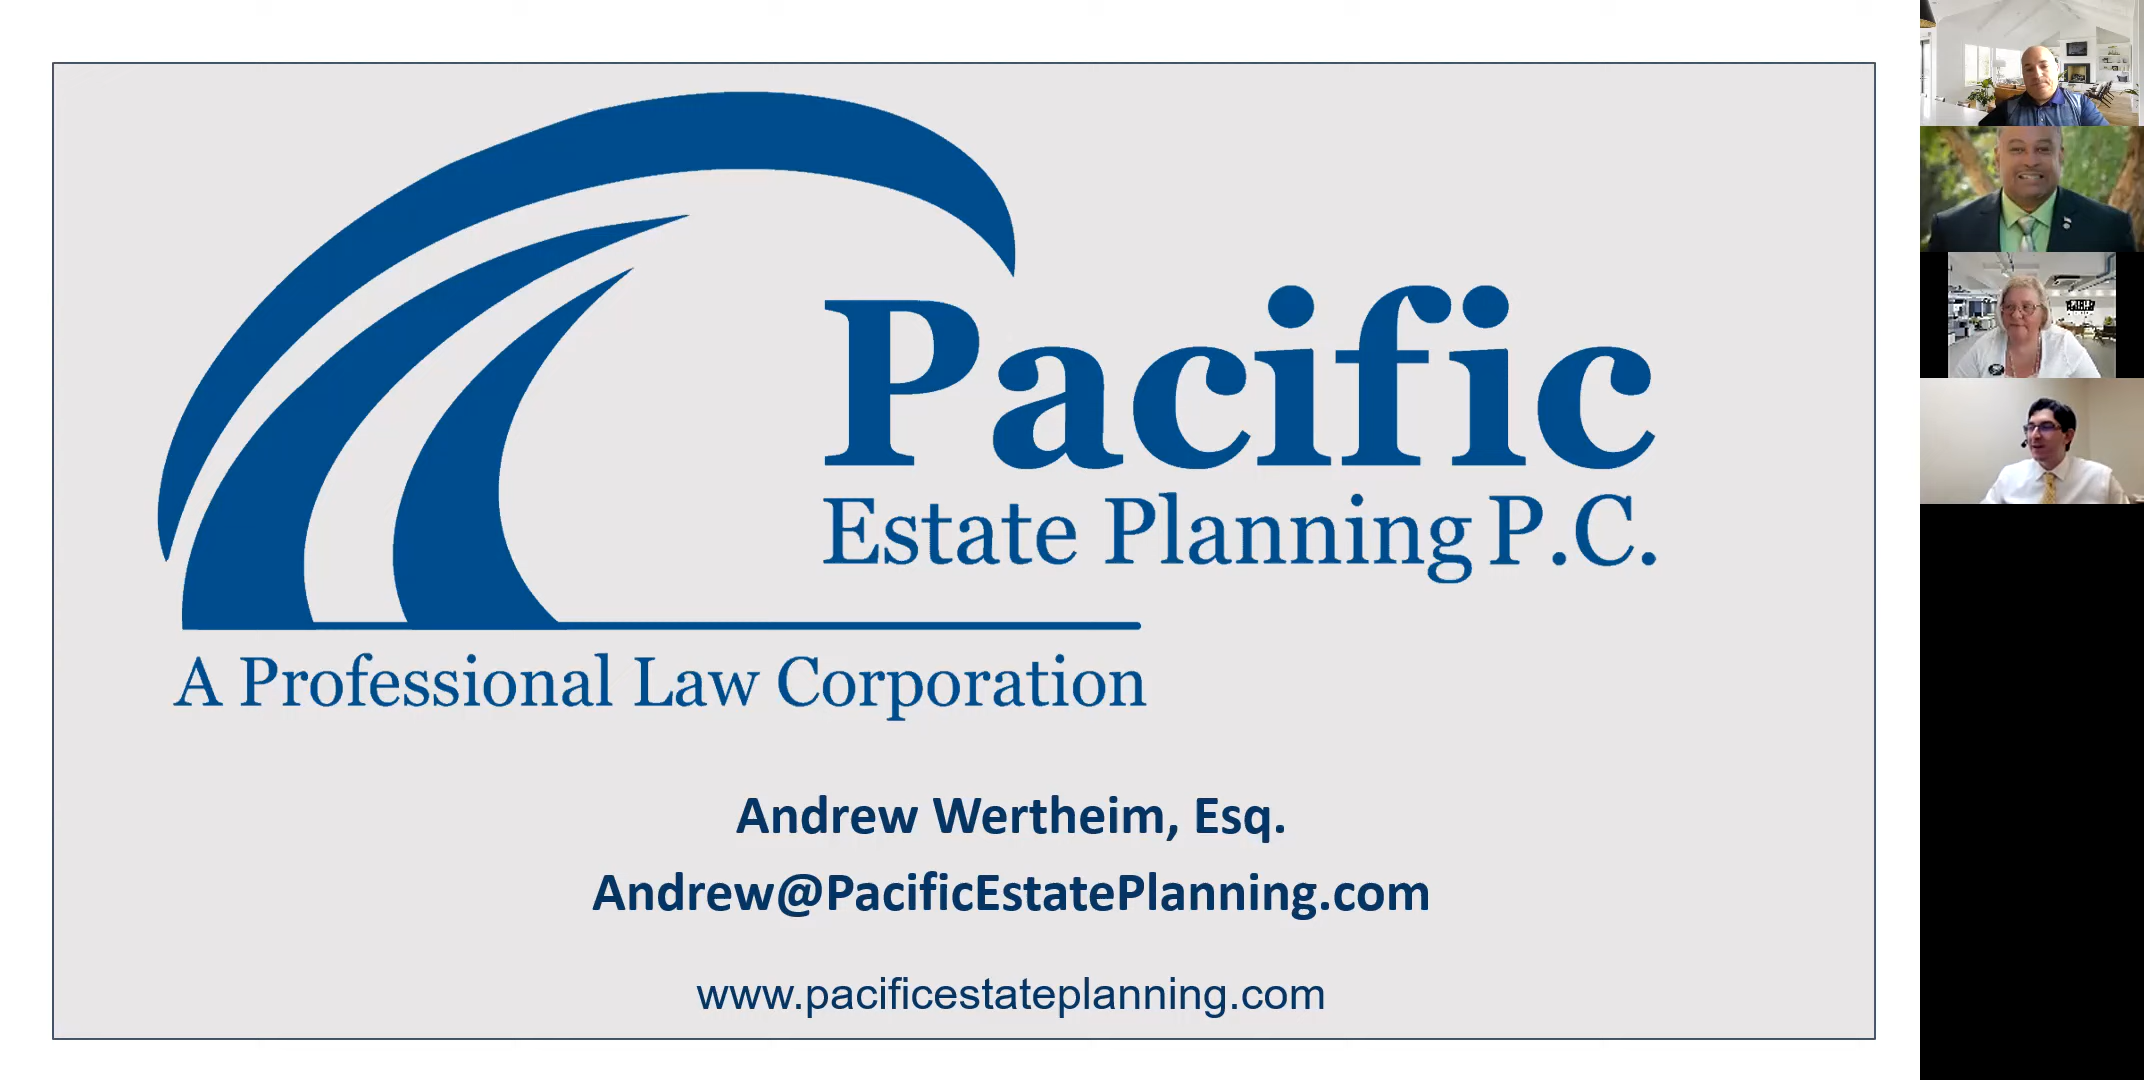 Pacific
Estate Planning P.C.
A Professional Law Corporation
Andrew Wertheim, Esq.
Andrew@PacificEstatePlanning.com
www.pacificestateplanning.com